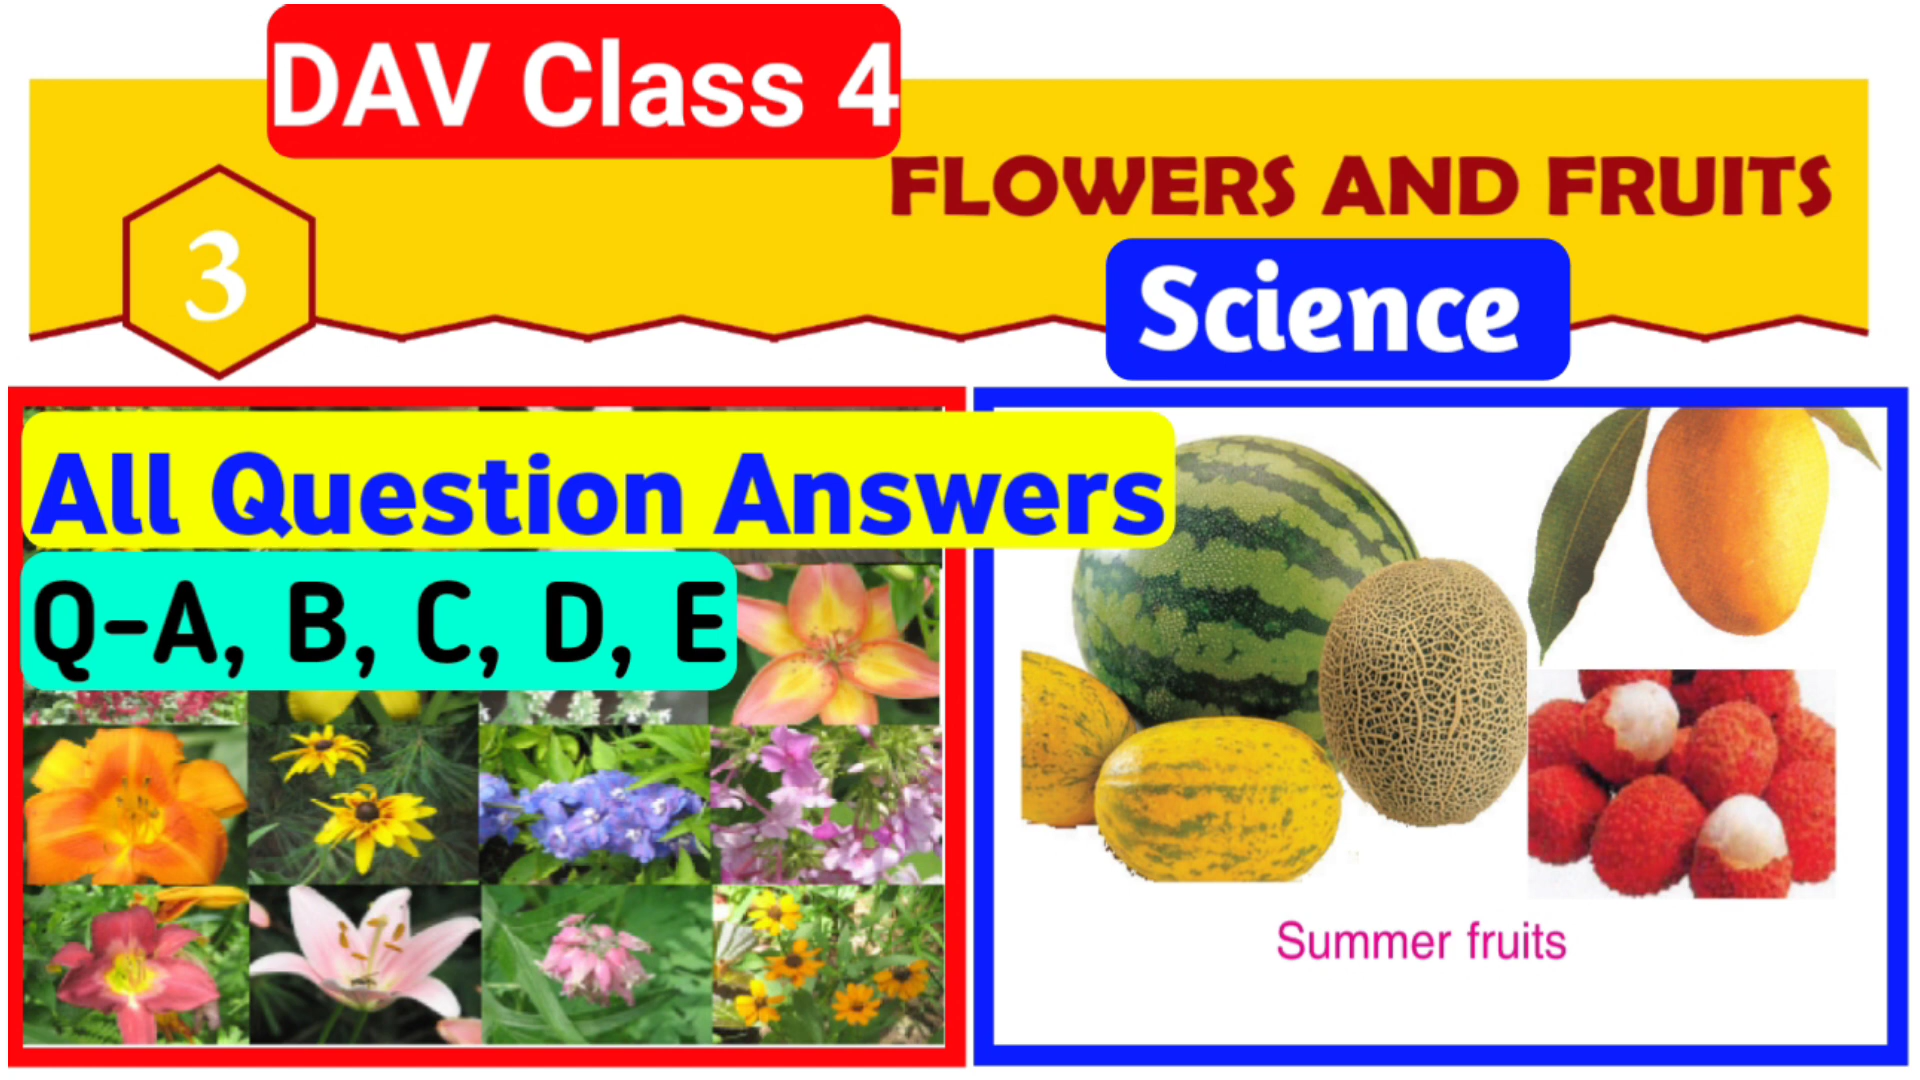 DAV Class 4
FLOWERS AND FRUITS
3
Science
All Question Answers
Q-A, B, C, D, E
Summer fruits